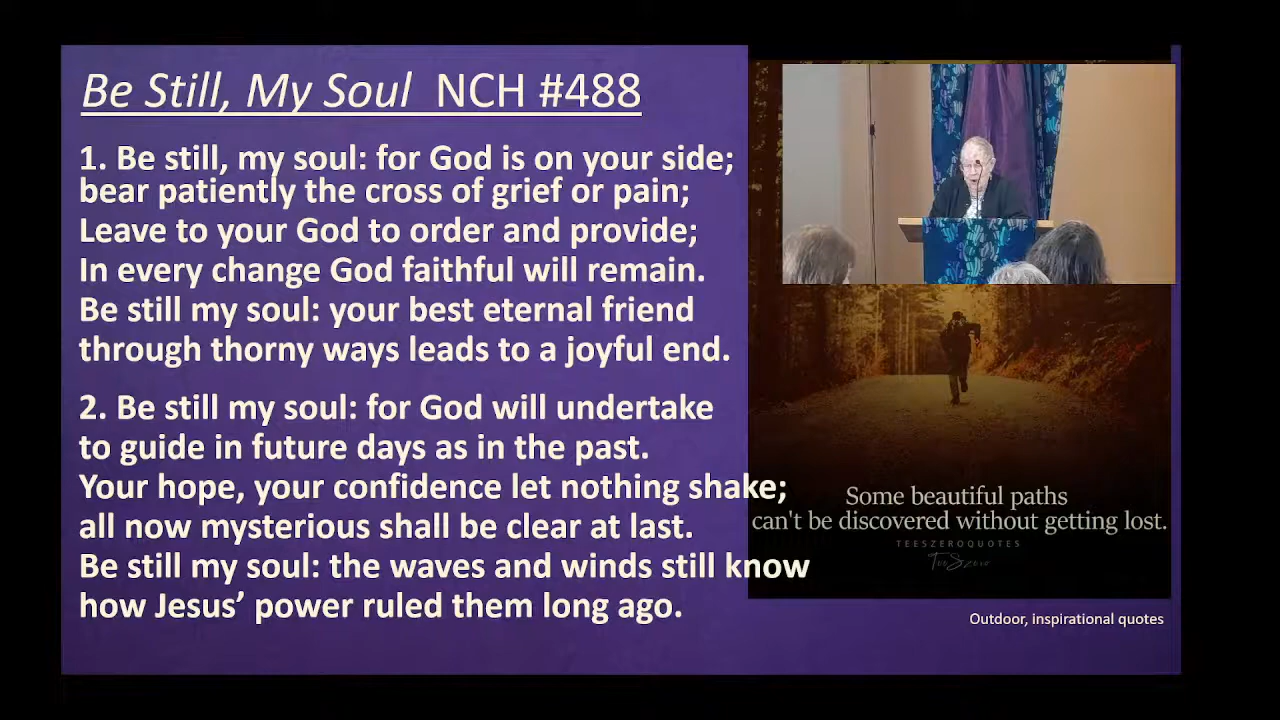 Be Still, My Soul NCH #488
1. Be still, my soul: for God is on your side;
bear patiently the cross of grief or pain;
Leave to your God to order and provide;
In every change God faithful will remain.
Be still my soul: your best eternal friend
through thorny ways leads to a joyful end.
2. Be still my soul: for God will undertake
to guide in future days as in the past.
Your hope, your confidence let nothing shake;
all now mysterious shall be clear at last.
Be still my soul: the waves and winds still know
how Jesus’ power ruled them long ago.
Some beautiful paths
can't be discovered without getting lost.
TEESZEROQUOTES
TeeSzero
Outdoor, inspirational quotes